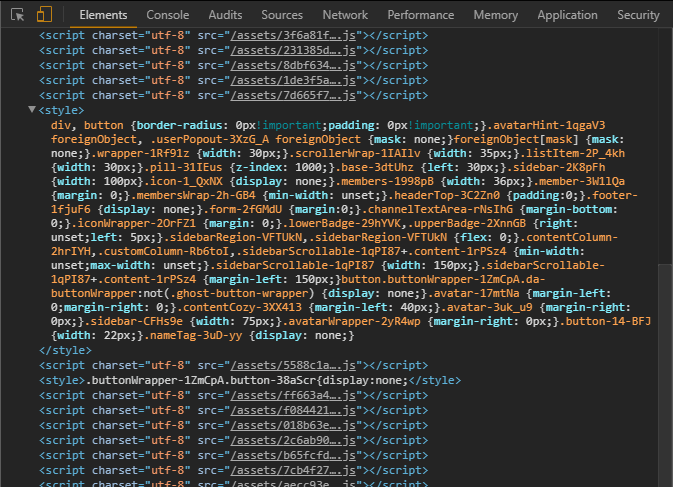 Elements Console Audits Sources Network Performance Memory Application Security
<script charset="utf-8" src="/assets/3f6a81f….js"></script>
<script charset="utf-8" src="/assets/231385d….js"></script>
<script charset="utf-8" src="/assets/8dbf634….js"></script>
<script charset="utf-8" src="/assets/1de3f5a….js"></script>
<script charset="utf-8" src="/assets/7d665f7….js"></script>
<style>
div, button {border-radius: 0px!important;padding: 0px!important;}.avatarHint-1qgaV3
foreignObject, .userPopout-3XzG_A foreignObject {mask: none;}foreignObject[mask] {mask:
none;}.wrapper-1Rf91z {width: 30px;}.scrollerWrap-1IAIlv {width: 35px;}.listItem-2P_4kh
{width: 30px;}.pill-31IEus {z-index: 1000;}.base-3dtUhz {left: 30px;}.sidebar-2K8pFh
{width: 100px;}.icon-1_QxNX {display: none;}.members-1998pB {width: 36px;}.member-3W1lQa
{margin: 0;}.membersWrap-2h-GB4 {min-width: unset;}.headerTop-3C2Zn0 {padding:0;}.footer-
1fjuF6 {display: none;}.form-2fGMdU {margin:0;}.channelTextArea-rNsIhG {margin-bottom:
0;}.iconWrapper-2OrFZ1 {margin: 0;}.lowerBadge-29hYVK,.upperBadge-2XnnGB {right:
unset;left: 5px;}.sidebarRegion-VFTUkN,.sidebarRegion-VFTUkN {flex: 0;}.contentColumn-
2hrIYH,.customColumn-Rb6toI,.sidebarScrollable-1qPI87+.content-1rPSz4 {min-width:
unset;max-width: unset;}.sidebarScrollable-1qPI87 {width: 150px;}.sidebarScrollable-
1qPI87+.content-1rPSz4 {margin-left: 150px;}button.buttonWrapper-1ZmCpA.da-
buttonWrapper:not(.ghost-button-wrapper) {display: none;}.avatar-17mtNa {margin-left:
0;margin-right: 0;}.contentCozy-3XX413 {margin-left: 40px;}.avatar-3uk_u9 {margin-right:
0px;}.sidebar-CFHs9e {width: 75px;}.avatarWrapper-2yR4wp {margin-right: 0px;}.button-14-BFJ
{width: 22px;}.nameTag-3uD-yy {display: none;}
</style>
<script charset="utf-8" src="/assets/5588c1a….js"></script>
<style>.buttonWrapper-1ZmCpA.button-38aScr{display:none;</style>
<script charset="utf-8" src="/assets/ff663a4….js"></script>
<script charset="utf-8" src="/assets/f084421….js"></script>
<script charset="utf-8" src="/assets/018b63e….js"></script>
<script charset="utf-8" src="/assets/2c6ab90….js"></script>
<script charset="utf-8" src="/assets/b65fcfd….js"></script>
<script charset="utf-8" src="/assets/7cb4f27….js"></script>
<script charset="utf-8" src="/assets/aecc93e….js"></script>